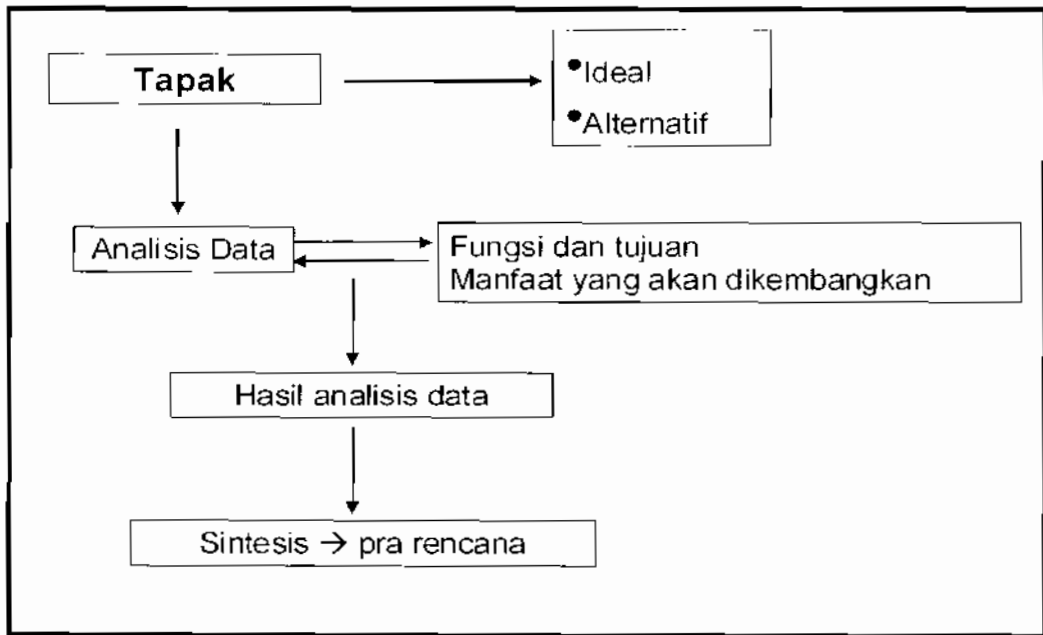 Tapak
•Ideal
•Alternatif
Analisis Data
Fungsi dan tujuan
Manfaat yang akan dikembangkan
Hasil analisis data
Sintesis → pra rencana